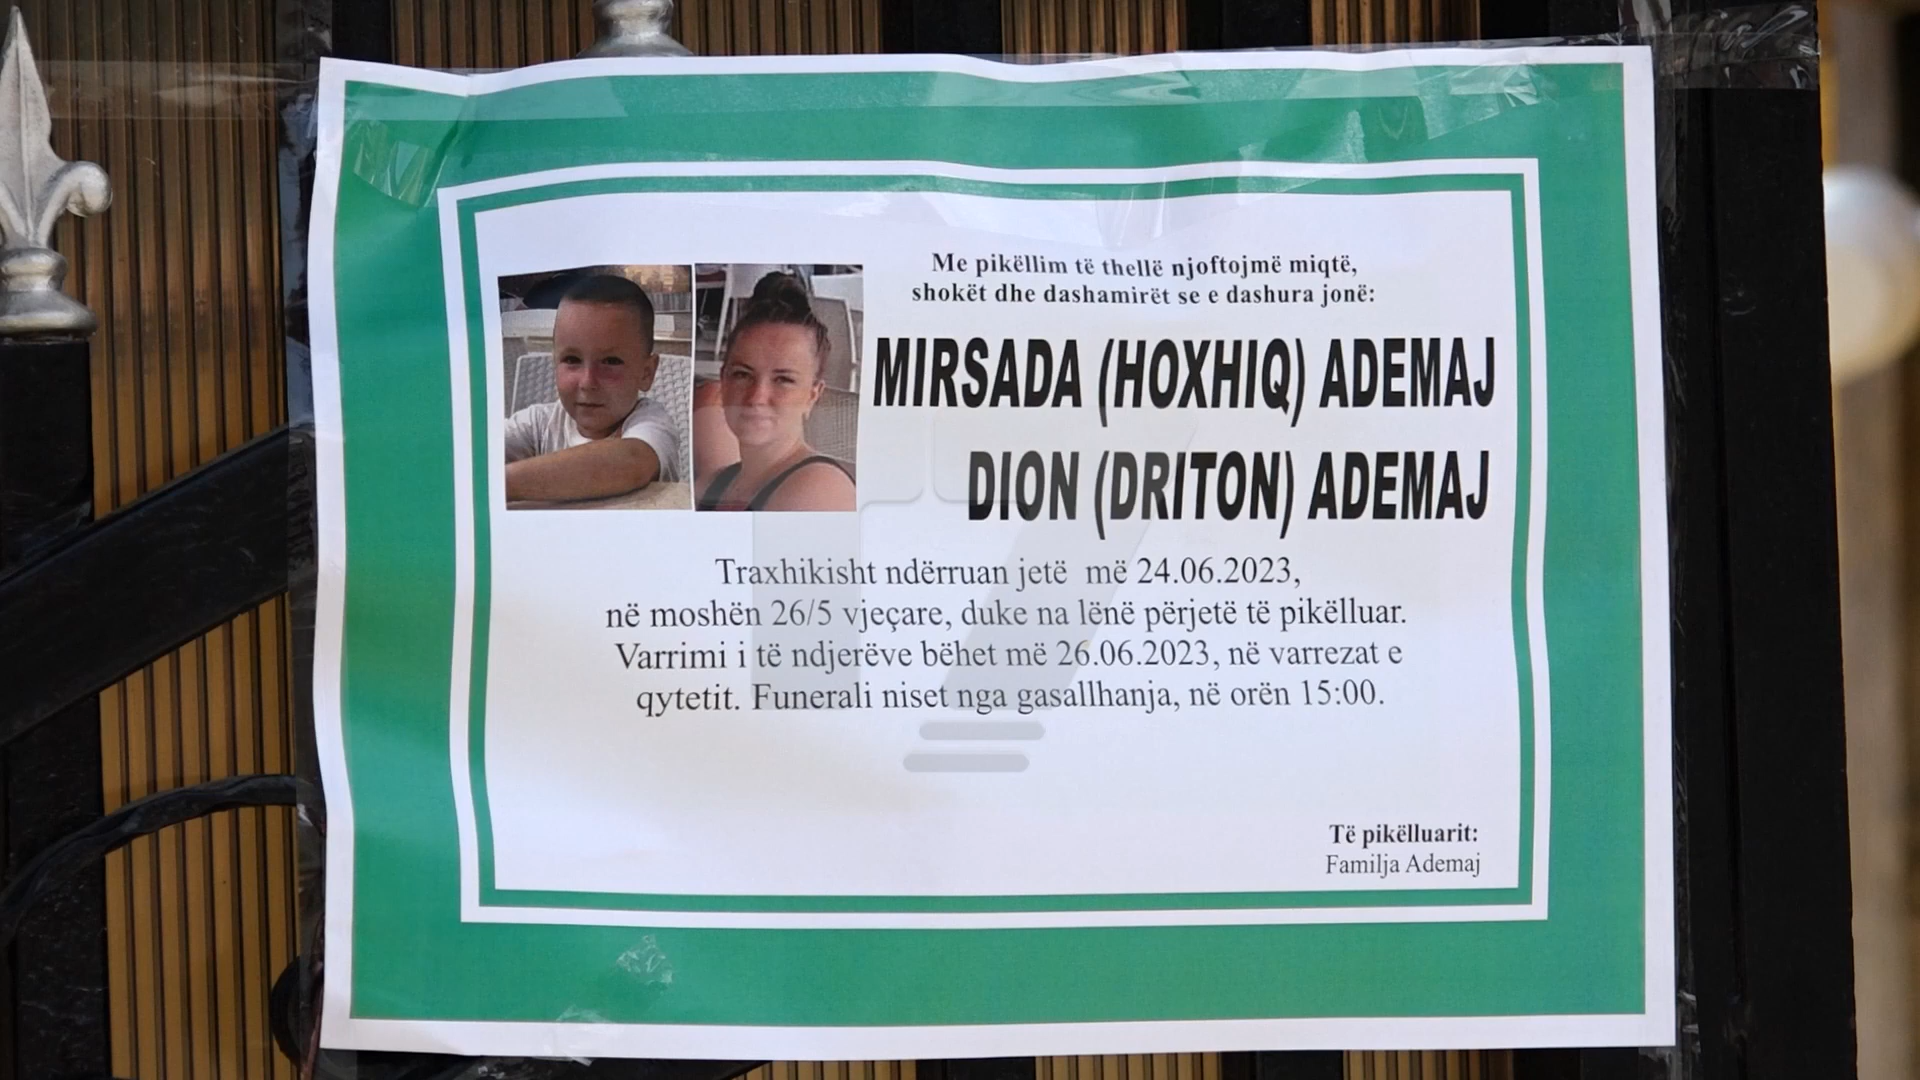 Me pikëllim të thellë njoftojmë miqtë,
shokët dhe dashamirët se e dashura jonë:
MIRSADA (HOXHIQ) ADEMAJ
DION (DRITON) ADEMAJ
Traxhikisht ndërruan jetë më 24.06.2023,
në moshën 26/5 vjeçare, duke na lënë përjetë të pikëlluar.
Varrimi i të ndjerëve bëhet më 26.06.2023, në varrezat e
qytetit. Funerali niset nga gasallhanja, në orën 15:00.
Të pikëlluarit:
Familja Ademaj